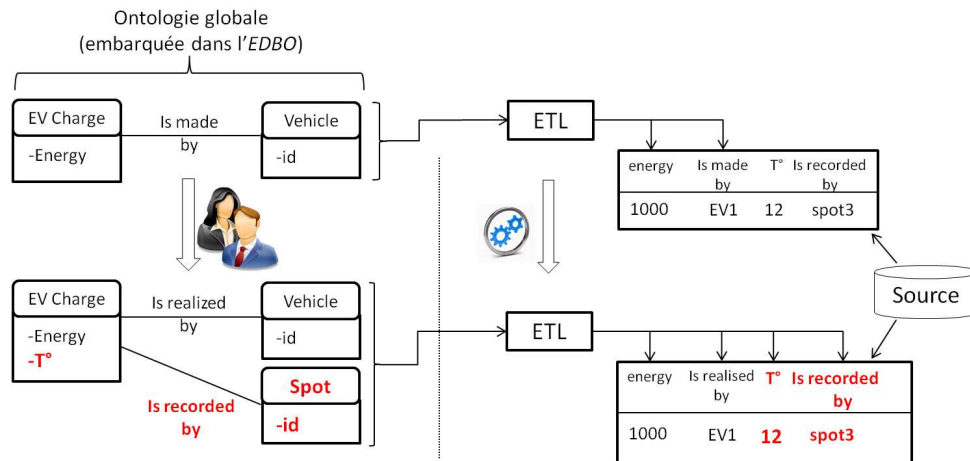 Ontologie globale
(embarquée dans l'EDBO)
EV Charge
-Energy
Is made
by
Vehicle
-id
ETL
energy
Is made
by
T°
Is recorded
by
1000
EV1
12
spot3
Source
EV Charge
-Energy
-T°
Is realized
by
Vehicle
-id
Is recorded
by
Spot
-id
ETL
energy
Is realised
by
T°
Is recorded
by
1000
EV1
12
spot3